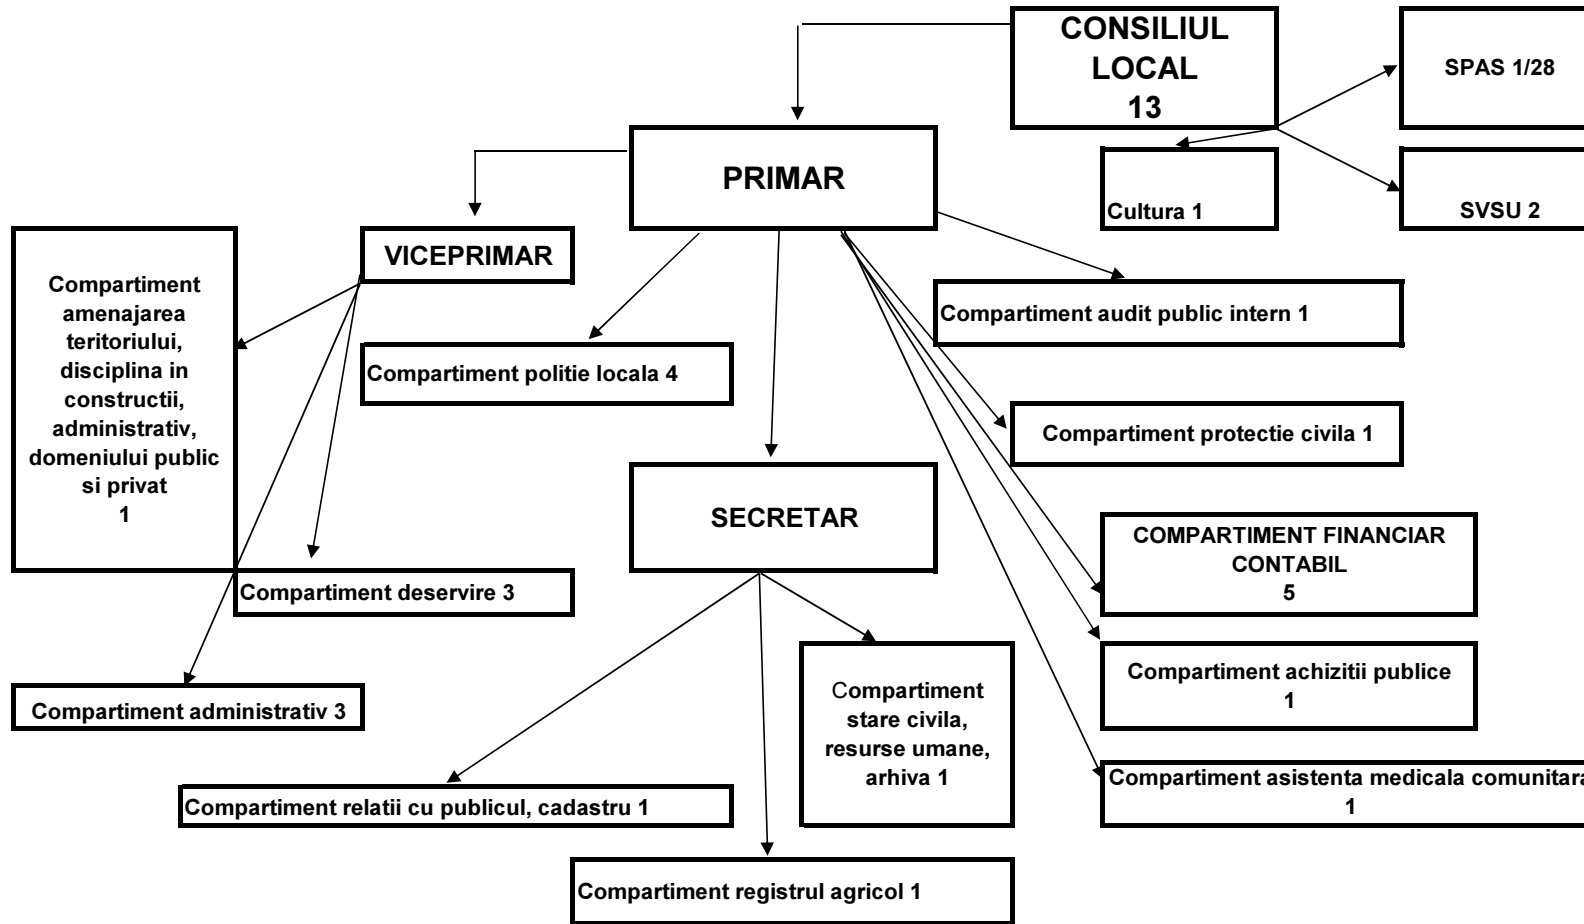 CONSILIUL
LOCAL
13
SPAS 1/28
PRIMAR
Cultura 1
SVSU 2
VICEPRIMAR
Compartiment
amenajarea
teritoriului,
disciplina in
constructii,
administrativ,
domeniului public
si privat
1
Compartiment audit public intern 1
Compartiment politie locala 4
Compartiment protectie civila 1
SECRETAR
COMPARTIMENT FINANCIAR
CONTABIL
5
Compartiment deservire 3
Compartiment administrativ 3
Compartiment
stare civila,
resurse umane,
arhiva 1
Compartiment achizitii publice
1
Compartiment relatii cu publicul, cadastru 1
Compartiment asistenta medicala comunitara
1
Compartiment registrul agricol 1